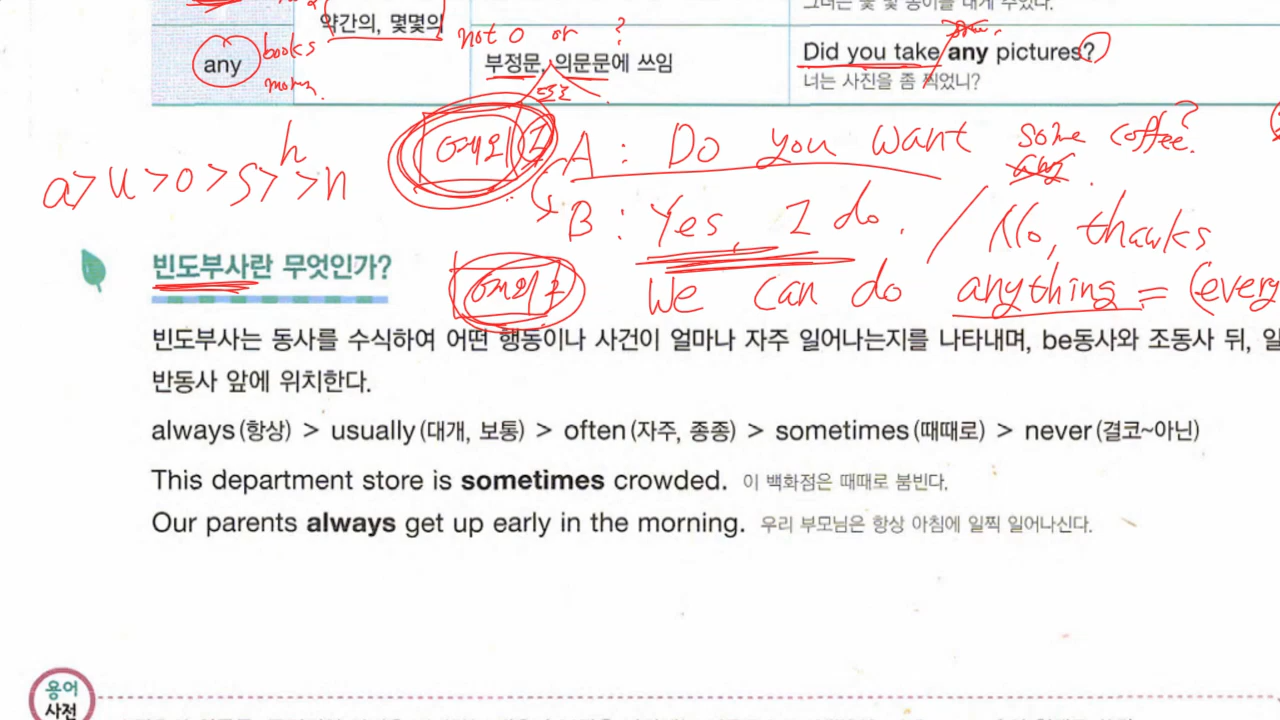 약간의, 몇몇의
not o or ?
any books
money
부정문, 의문문에 쓰임
Did you take any pictures?
너는 사진을 좀 찍었니?
예외1 A : Do you want some coffee?
any
a > u > o > s > h > n
B : Yes, I do. / No, thanks
빈도부사란 무엇인가?
예외2 We can do anything = (every
빈도부사는 동사를 수식하여 어떤 행동이나 사건이 얼마나 자주 일어나는지를 나타내며, be동사와 조동사 뒤, 일
반동사 앞에 위치한다.
always(항상) > usually(대개, 보통) > often(자주, 종종) > sometimes(때때로) > never(결코~아닌)
This department store is sometimes crowded. 이 백화점은 때때로 붐빈다.
Our parents always get up early in the morning. 우리 부모님은 항상 아침에 일찍 일어나신다.
용어
사전